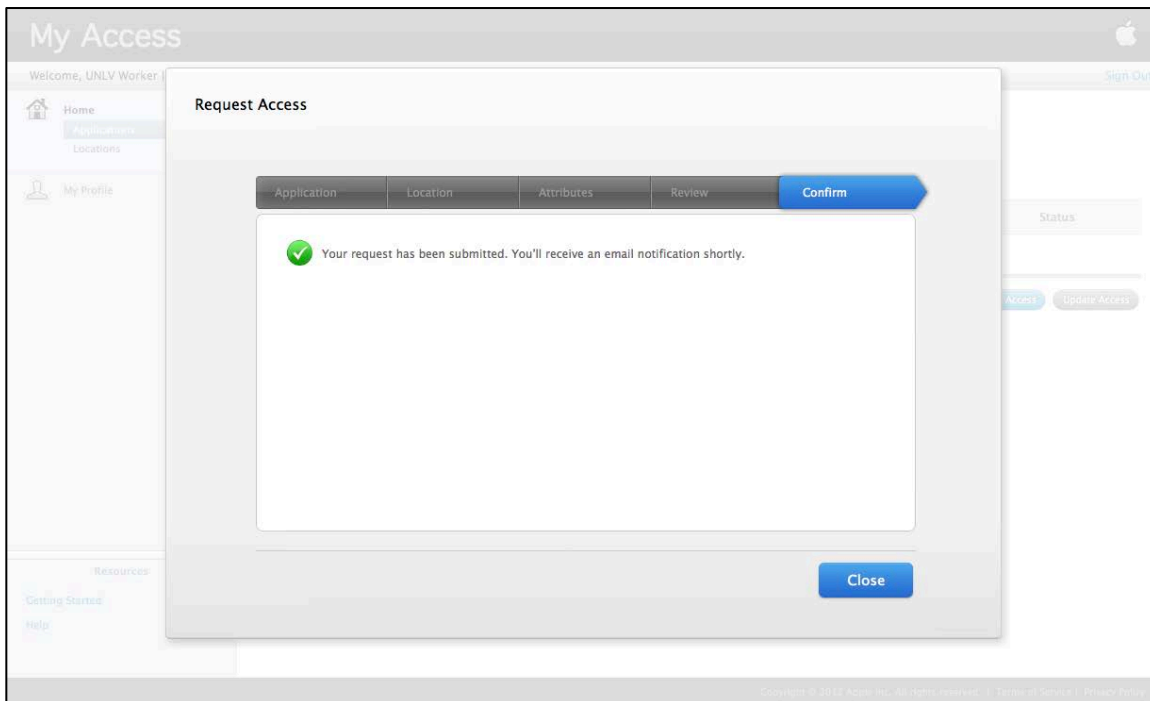 My Access
Welcome, UNLV Worker
Sign Out
Home
Applications
Locations
My Profile
Request Access
Application Location Attributes Review Confirm
Your request has been submitted. You'll receive an email notification shortly.
Status
Access Update Access
Close
Resources
Getting Started
Help
Copyright © 2012 Apple Inc. All rights reserved. | Terms of Service | Privacy Policy